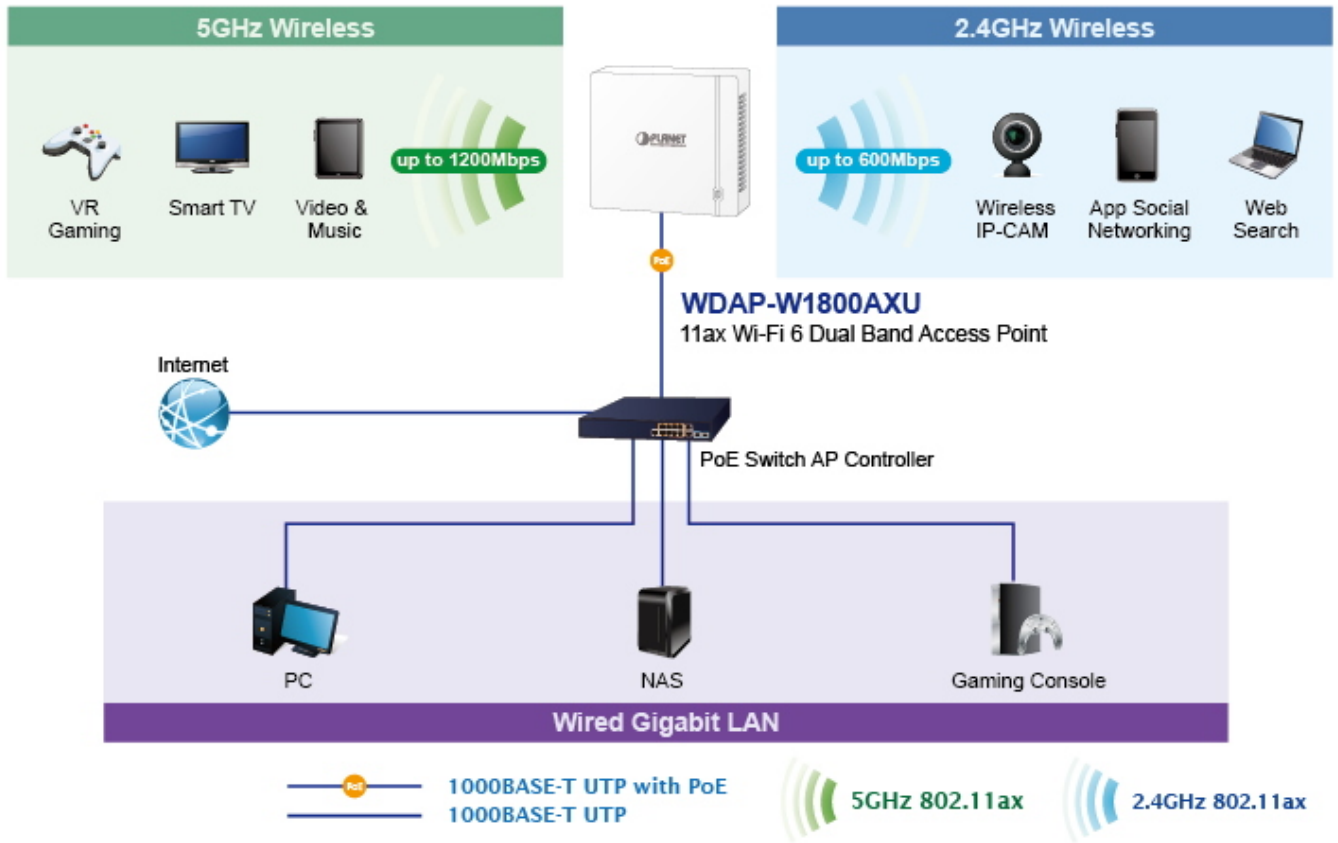 5GHz Wireless
2.4GHz Wireless
PLANET
up to 1200Mbps
up to 600Mbps
VR
Gaming
Smart TV
Video &
Music
Wireless
IP-CAM
App Social
Networking
Web
Search
PoE
WDAP-W1800AXU
11ax Wi-Fi 6 Dual Band Access Point
Internet
PoE Switch AP Controller
PC
NAS
Gaming Console
Wired Gigabit LAN
PoE
1000BASE-T UTP with PoE
1000BASE-T UTP
5GHz 802.11ax
2.4GHz 802.11ax